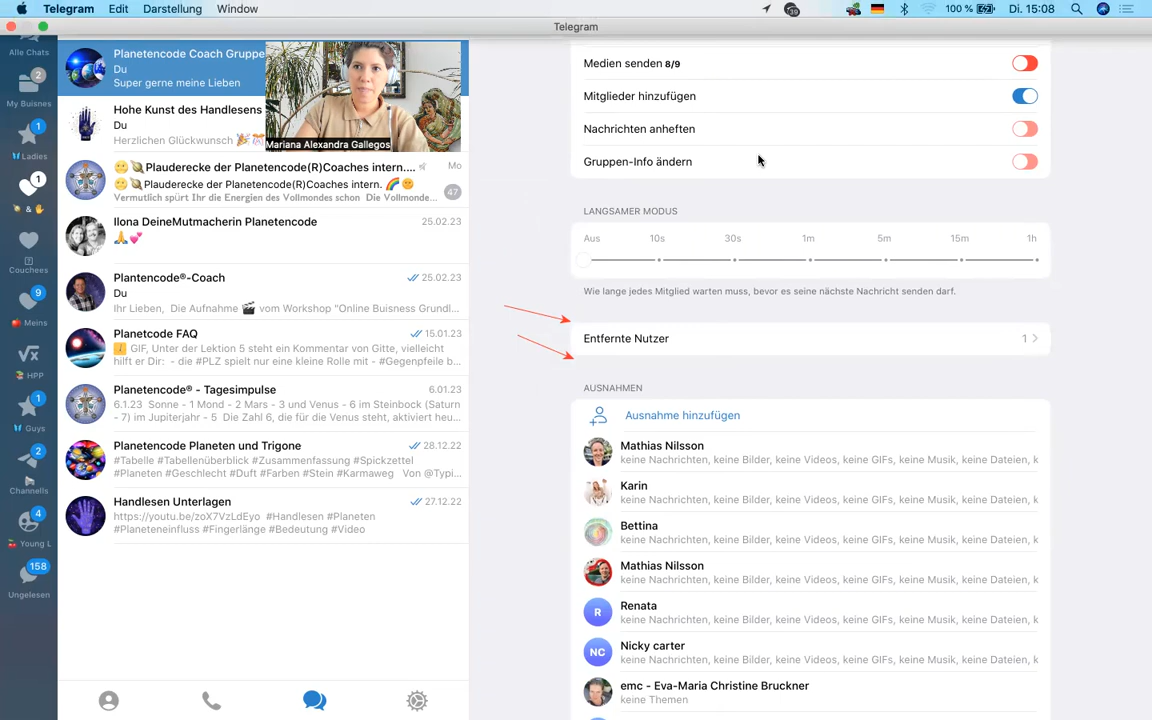 Telegram Edit Darstellung Window
100 % Di. 15:08
Telegram
Alle Chats
2
My Buisnes
1
Ladies
1
& 
Couchees
9
Meins
√x
HPP
1
Guys
2
Channells
4
Young L
158
Ungelesen
Planetencode Coach Gruppe
Du
Super gerne meine Lieben
Hohe Kunst des Handlesens
Du
Herzlichen Glückwunsch 🎉🎊
Mariana Alexandra Gallegos
🌝🪐Plauderecke der Planetencode(R)Coaches intern.... Mo
🌝🪐Plauderecke der Planetencode(R)Coaches intern. 🌈🌞
Vermutlich spürt Ihr die Energien des Vollmondes schon Die Vollmonde... 47
Ilona DeineMutmacherin Planetencode 25.02.23
🙏💕
Plantencode®-Coach 25.02.23
Du
Ihr Lieben, Die Aufnahme 🎬 vom Workshop "Online Buisness Grundl...
Planetcode FAQ 15.01.23
GIF, Unter der Lektion 5 steht ein Kommentar von Gitte, vielleicht
hilft er Dir: - die #PLZ spielt nur eine kleine Rolle mit - #Gegenpfeile b...
Planetencode® - Tagesimpulse 6.01.23
6.1.23 Sonne - 1 Mond - 2 Mars - 3 und Venus - 6 im Steinbock (Saturn
- 7) im Jupiterjahr - 5 Die Zahl 6, die für die Venus steht, aktiviert heu...
Planetencode Planeten und Trigone 28.12.22
#Tabelle #Tabellenüberblick #Zusammenfassung #Spickzettel
#Planeten #Geschlecht #Duft #Farben #Stein #Karmaweg Von @Typi...
Handlesen Unterlagen 27.12.22
https://youtu.be/zoX7VzLdEyo #Handlesen #Planeten
#Planeteneinfluss #Fingerlänge #Bedeutung #Video
Medien senden 8/9
Mitglieder hinzufügen
Nachrichten anheften
Gruppen-Info ändern
LANGSAMER MODUS
Aus 10s 30s 1m 5m 15m 1h
Wie lange jedes Mitglied warten muss, bevor es seine nächste Nachricht senden darf.
Entfernte Nutzer 1
AUSNAHMEN
Ausnahme hinzufügen
Mathias Nilsson
keine Nachrichten, keine Bilder, keine Videos, keine GIFs, keine Musik, keine Dateien, k
Karin
keine Nachrichten, keine Bilder, keine Videos, keine GIFs, keine Musik, keine Dateien, k
Bettina
keine Nachrichten, keine Bilder, keine Videos, keine GIFs, keine Musik, keine Dateien, k
Mathias Nilsson
keine Nachrichten, keine Bilder, keine Videos, keine GIFs, keine Musik, keine Dateien, k
R
Renata
keine Nachrichten, keine Bilder, keine Videos, keine GIFs, keine Musik, keine Dateien, k
NC
Nicky carter
keine Nachrichten, keine Bilder, keine Videos, keine GIFs, keine Musik, keine Dateien, k
emc - Eva-Maria Christine Bruckner
keine Themen